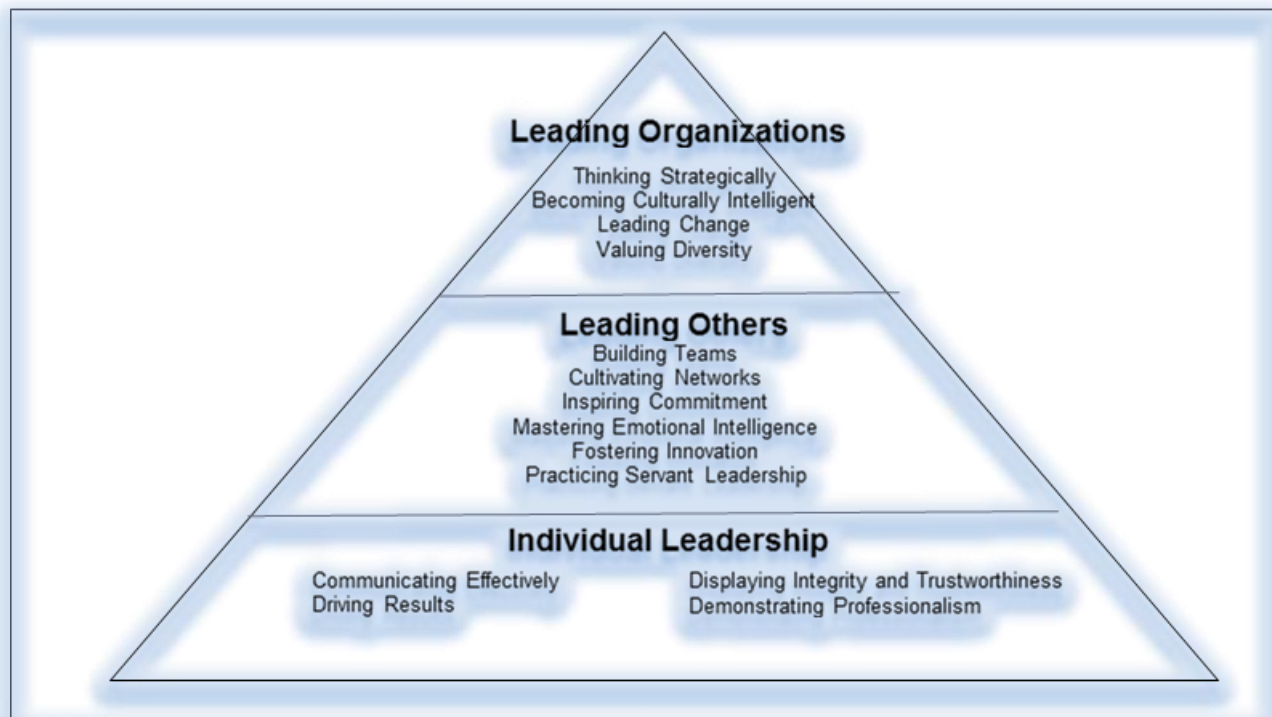 Leading Organizations
Thinking Strategically
Becoming Culturally Intelligent
Leading Change
Valuing Diversity
Leading Others
Building Teams
Cultivating Networks
Inspiring Commitment
Mastering Emotional Intelligence
Fostering Innovation
Practicing Servant Leadership
Individual Leadership
Communicating Effectively
Driving Results
Displaying Integrity and Trustworthiness
Demonstrating Professionalism